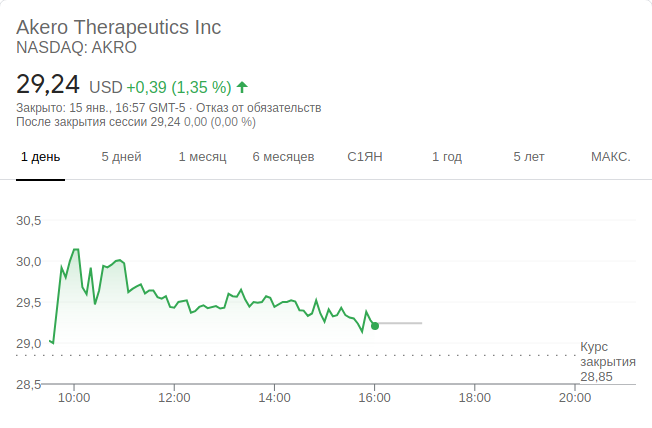 Akero Therapeutics Inc
NASDAQ: AKRO
29,24 USD +0,39 (1,35 %)
Закрыто: 15 янв., 16:57 GMT-5 · Отказ от обязательств
После закрытия сессии 29,24 0,00 (0,00 %)
1 день 5 дней 1 месяц 6 месяцев С1ЯН 1 год 5 лет МАКС.
30,5
30,0
29,5
29,0
Курс
закрытия
28,85
28,5
10:00 12:00 14:00 16:00 18:00 20:00